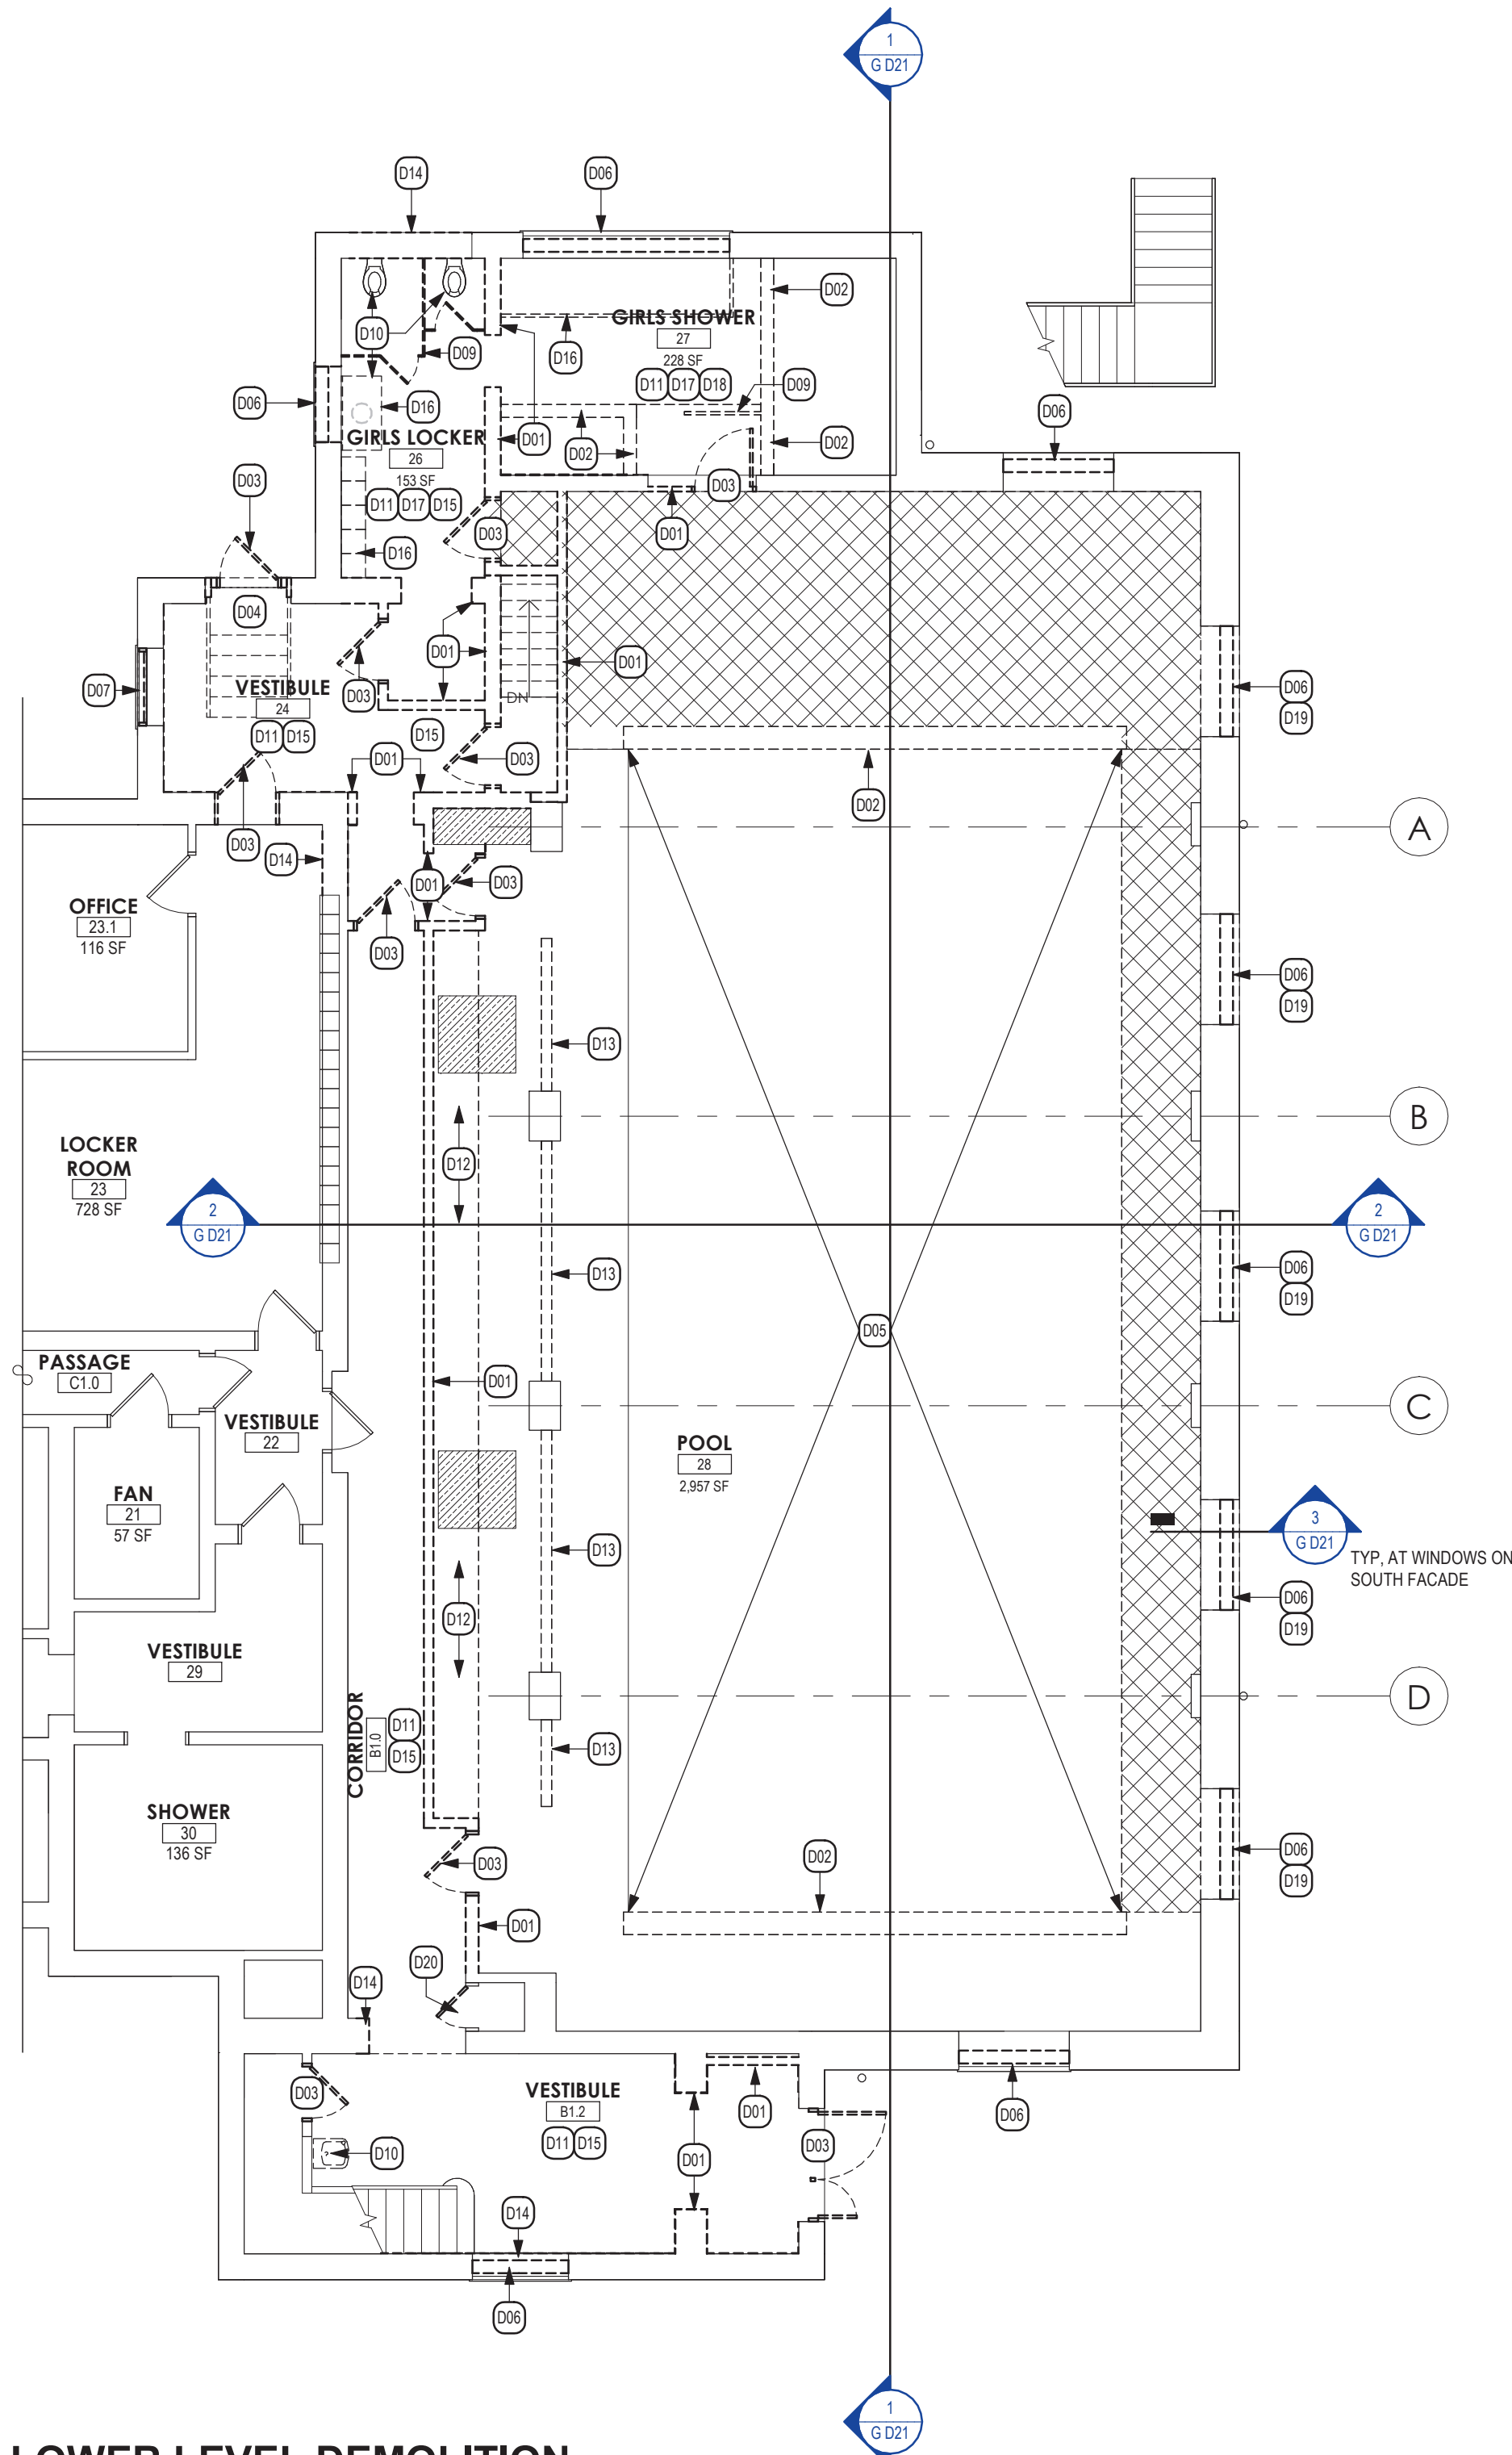 1
G D21
D14
D06
D02
D10
GIRLS SHOWER
27
228 SF
D09
D16
D11 D17 D18
D09
D06
D16
D06
GIRLS LOCKER
26
153 SF
D01
D02
D02
D03
D11 D17 D15
D03
D03
D01
D16
D04
D01
D01
D07
VESTIBULE
24
D03
DN
D06
D19
D11 D15
D15
D01
D03
D02
A
D03
D14
D01
D03
OFFICE
23.1
116 SF
D03
D06
D19
D13
B
LOCKER
ROOM
23
728 SF
D12
2
G D21
2
G D21
D13
D06
D19
D05
PASSAGE
C1.0
D01
C
VESTIBULE
22
POOL
28
2,957 SF
FAN
21
57 SF
3
G D21
TYP, AT WINDOWS ON
SOUTH FACADE
D13
D06
D19
D12
VESTIBULE
29
D
CORRIDOR
B1.0
D11
D15
D13
SHOWER
30
136 SF
D03
D02
D06
D19
D01
D20
D14
D03
VESTIBULE
B1.2
D01
D06
D11 D15
D10
D01
D03
D14
D06
1
G D21
LOWER LEVEL DEMOLITION